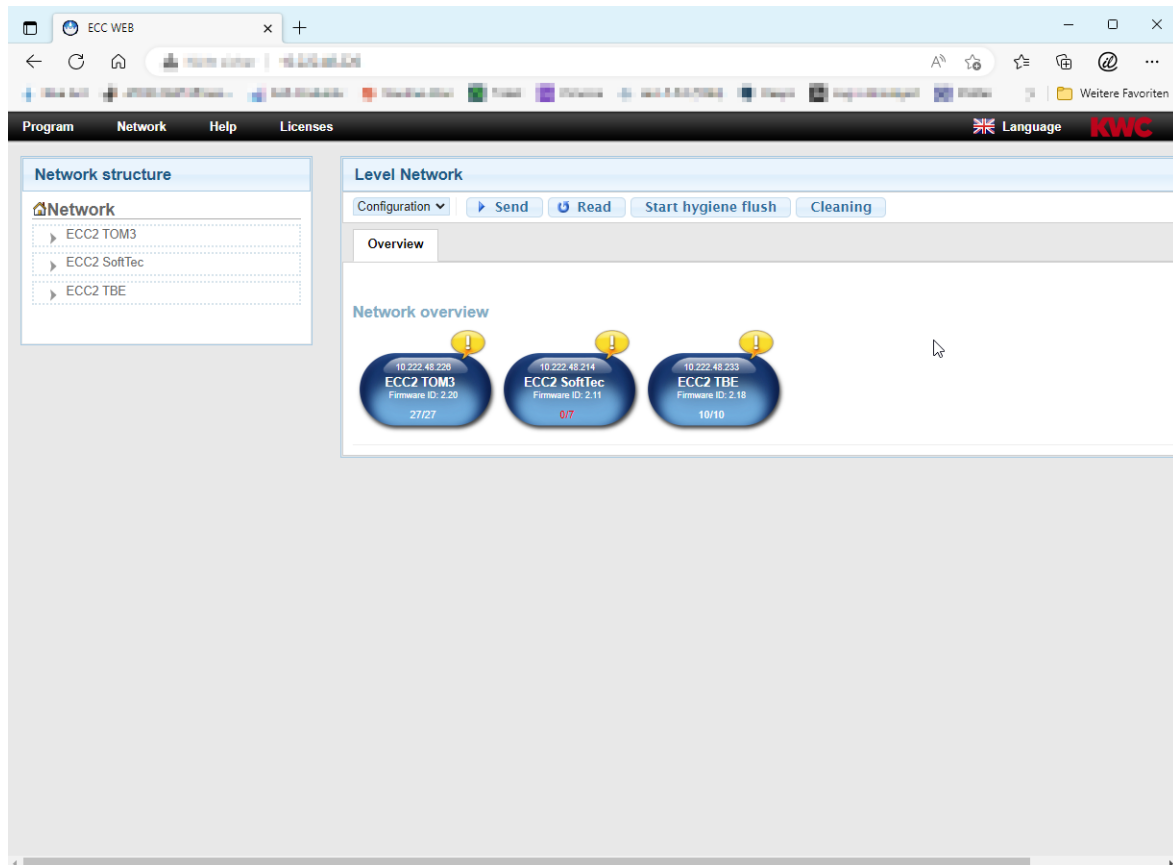 ECC WEB
Weitere Favoriten
Program Network Help Licenses Language KWC
Network structure
Network
ECC2 TOM3
ECC2 SoftTec
ECC2 TBE
Level Network
Configuration Send Read Start hygiene flush Cleaning
Overview
Network overview
10.222.48.226
ECC2 TOM3
Firmware ID: 2.20
27/27
10.222.48.214
ECC2 SoftTec
Firmware ID: 2.11
0/7
10.222.48.233
ECC2 TBE
Firmware ID: 2.18
10/10